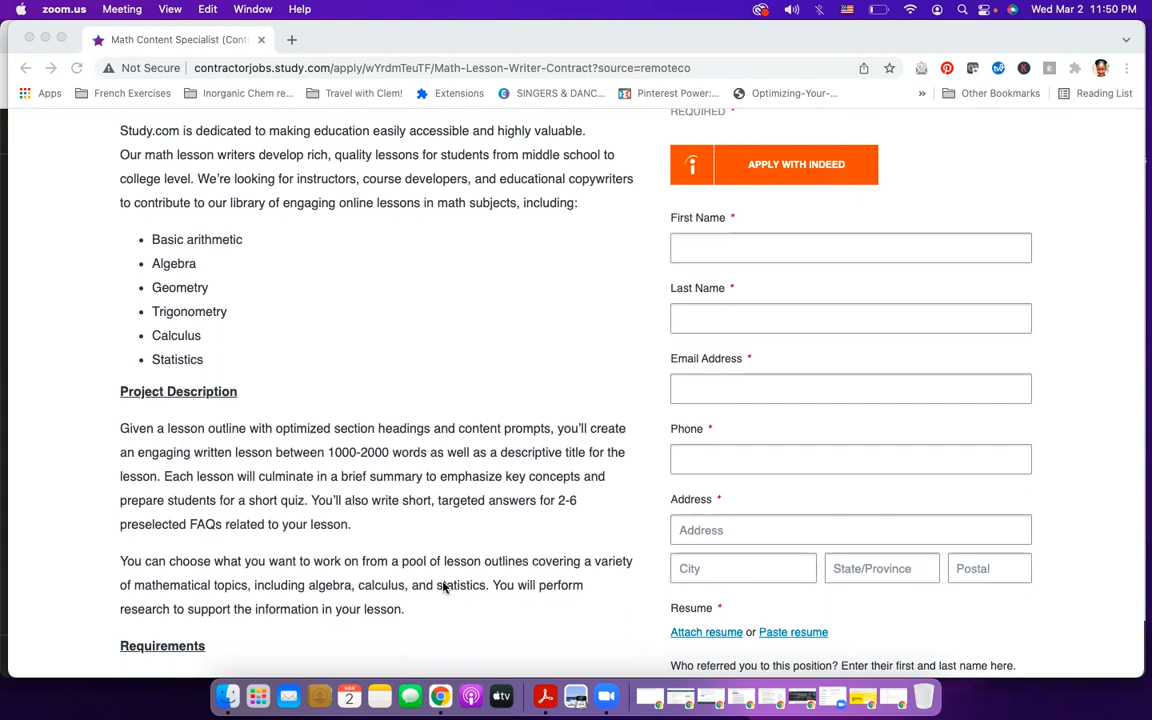 zoom.us Meeting View Edit Window Help Wed Mar 2 11:50 PM
Math Content Specialist (Cont
Not Secure contractorjobs.study.com/apply/wYrdmTeuTF/Math-Lesson-Writer-Contract?source=remoteco
Apps French Exercises Inorganic Chem re... Travel with Clem! Extensions SINGERS & DANC... Pinterest Power:... Optimizing-Your-... » Other Bookmarks Reading List
Study.com is dedicated to making education easily accessible and highly valuable.
Our math lesson writers develop rich, quality lessons for students from middle school to
college level. We're looking for instructors, course developers, and educational copywriters
to contribute to our library of engaging online lessons in math subjects, including:
• Basic arithmetic
• Algebra
• Geometry
• Trigonometry
• Calculus
• Statistics
Project Description
Given a lesson outline with optimized section headings and content prompts, you'll create
an engaging written lesson between 1000-2000 words as well as a descriptive title for the
lesson. Each lesson will culminate in a brief summary to emphasize key concepts and
prepare students for a short quiz. You'll also write short, targeted answers for 2-6
preselected FAQs related to your lesson.
You can choose what you want to work on from a pool of lesson outlines covering a variety
of mathematical topics, including algebra, calculus, and statistics. You will perform
research to support the information in your lesson.
Requirements
REQUIRED *
APPLY WITH INDEED
First Name *
Last Name *
Email Address *
Phone *
Address *
Address
City State/Province Postal
Resume *
Attach resume or Paste resume
Who referred you to this position? Enter their first and last name here.
MAR
2
tv